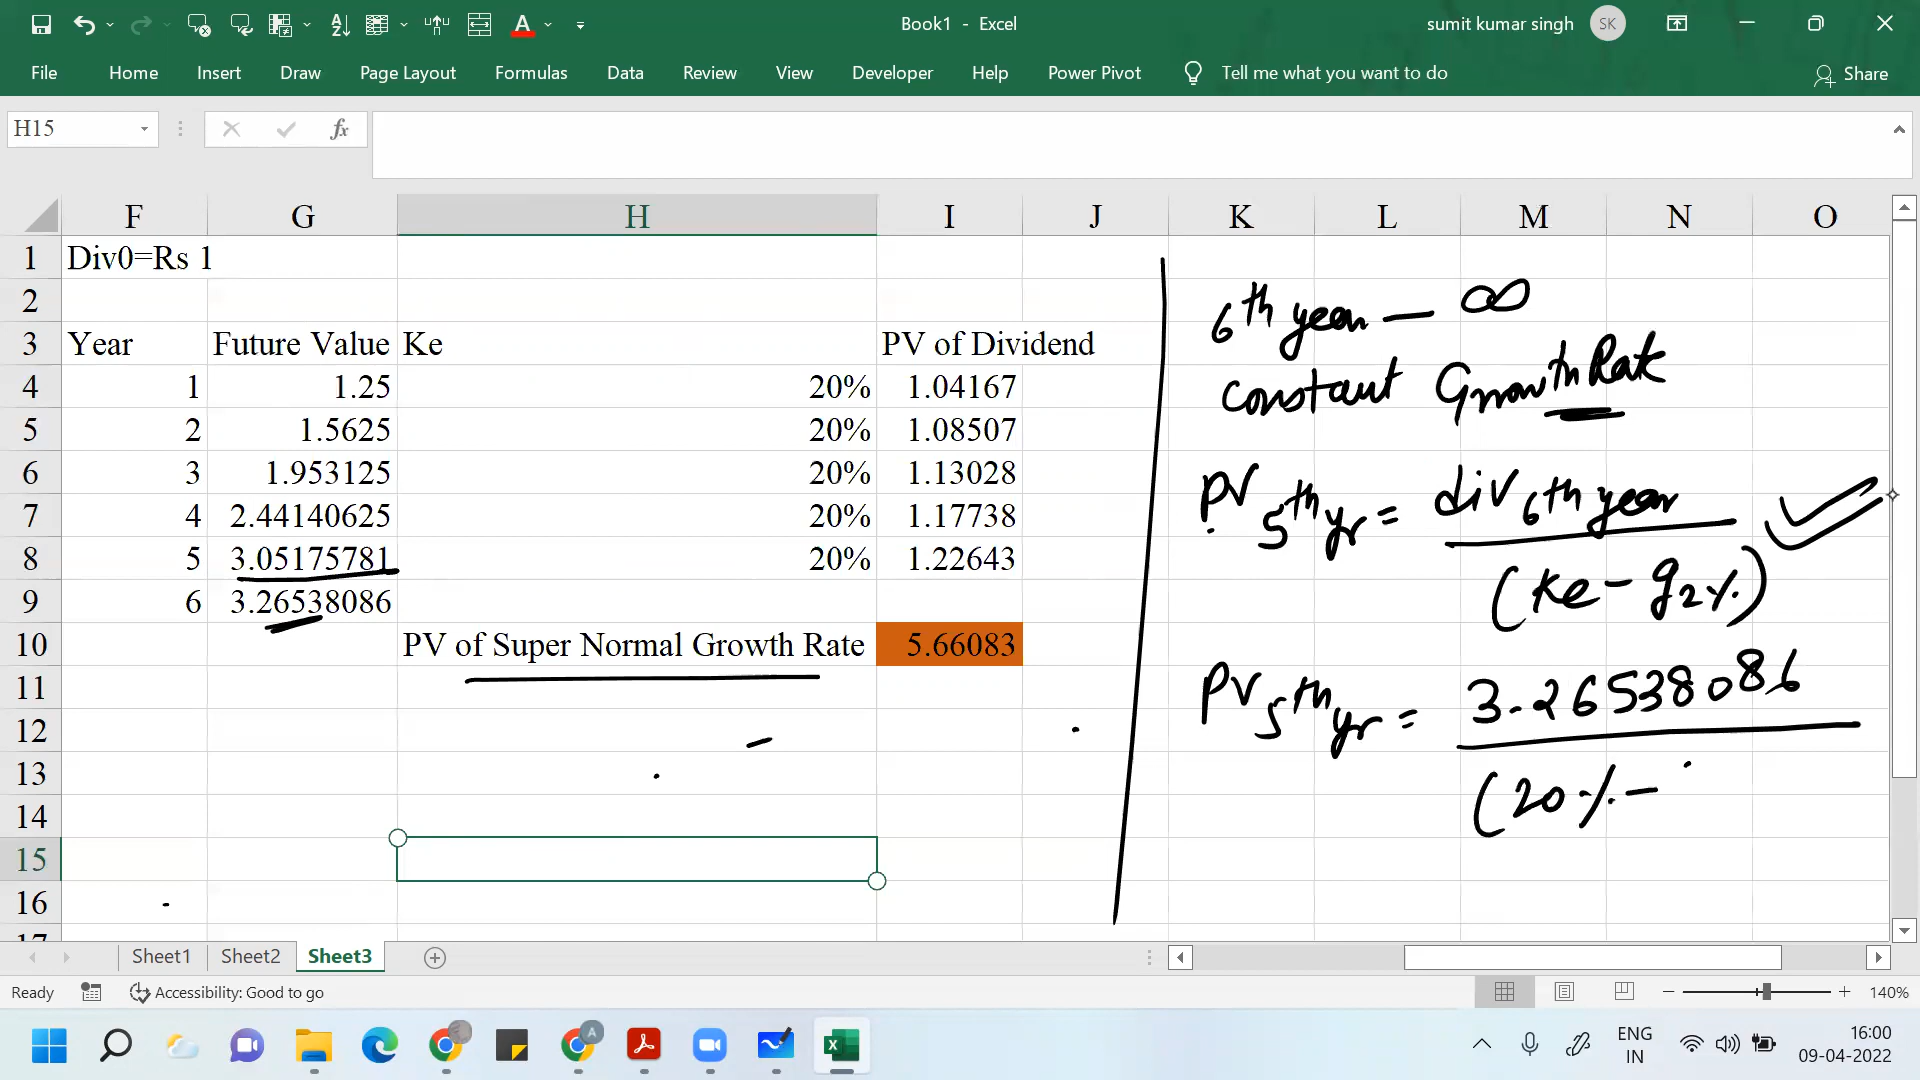 Book1 - Excel
sumit kumar singh
SK
File Home Insert Draw Page Layout Formulas Data Review View Developer Help Power Pivot Tell me what you want to do Share
H15
fx
F G H I J K L M N O
1 Div0=Rs 1
2
3 Year Future Value Ke PV of Dividend
4 1 1.25 20% 1.04167
5 2 1.5625 20% 1.08507
6 3 1.953125 20% 1.13028
7 4 2.44140625 20% 1.17738
8 5 3.05175781 20% 1.22643
9 6 3.26538086
10 PV of Super Normal Growth Rate 5.66083
11
12
13
14
15
16
17
6th year — ∞
constant Growth Rate
PV 5th yr = div 6th year
(Ke - g2%)
PV 5th yr = 3.26538086
(20% -
Sheet1 Sheet2 Sheet3
Ready Accessibility: Good to go 140%
ENG
IN
16:00
09-04-2022